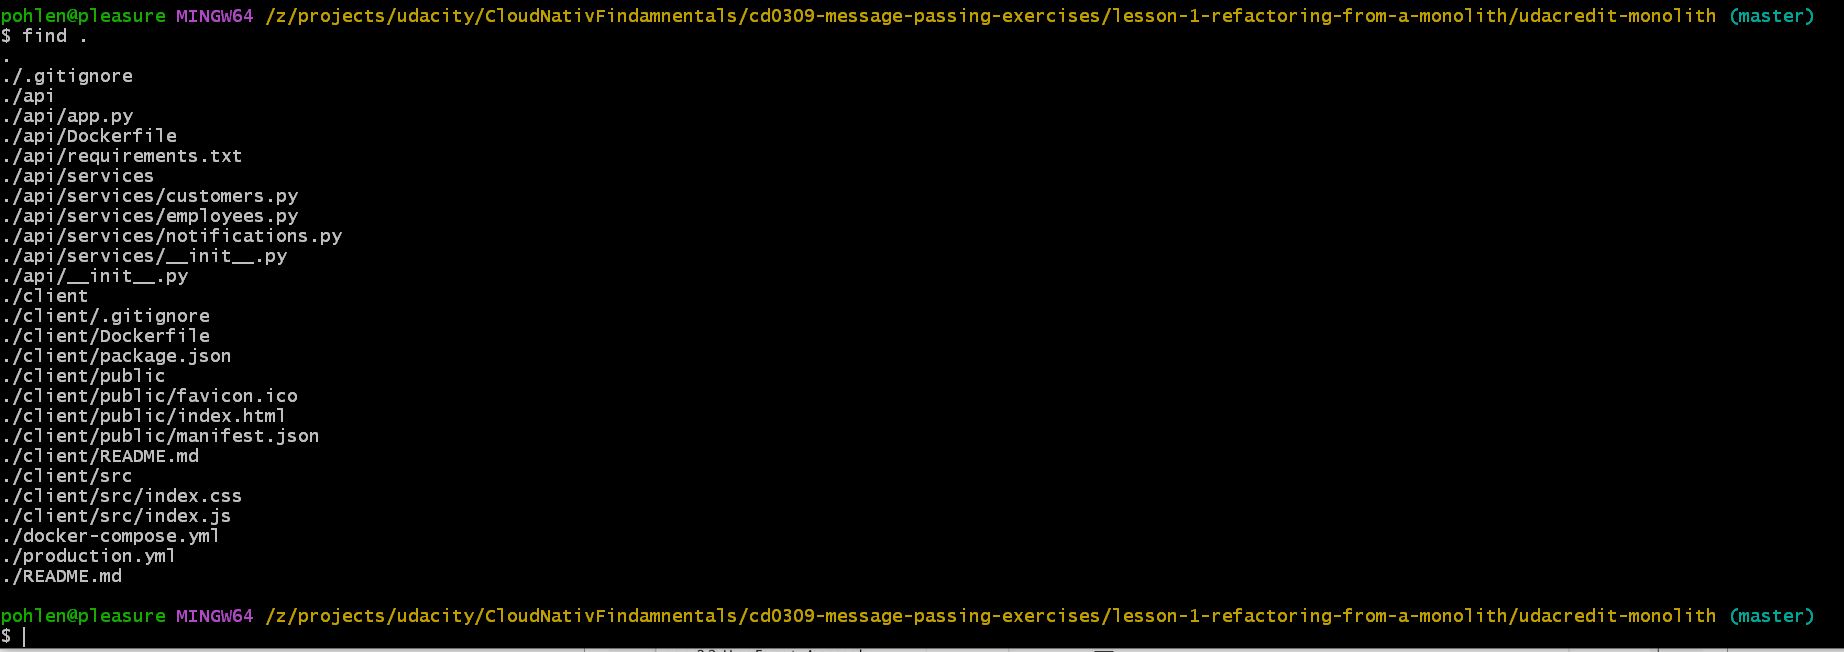 pohlen@pleasure MINGW64 /z/projects/udacity/CloudNativFindamnentals/cd0309-message-passing-exercises/lesson-1-refactoring-from-a-monolith/udacredit-monolith (master)
$ find .
.
./.gitignore
./api
./api/app.py
./api/Dockerfile
./api/requirements.txt
./api/services
./api/services/customers.py
./api/services/employees.py
./api/services/notifications.py
./api/services/__init__.py
./api/__init__.py
./client
./client/.gitignore
./client/Dockerfile
./client/package.json
./client/public
./client/public/favicon.ico
./client/public/index.html
./client/public/manifest.json
./client/README.md
./client/src
./client/src/index.css
./client/src/index.js
./docker-compose.yml
./production.yml
./README.md
pohlen@pleasure MINGW64 /z/projects/udacity/CloudNativFindamnentals/cd0309-message-passing-exercises/lesson-1-refactoring-from-a-monolith/udacredit-monolith (master)
$